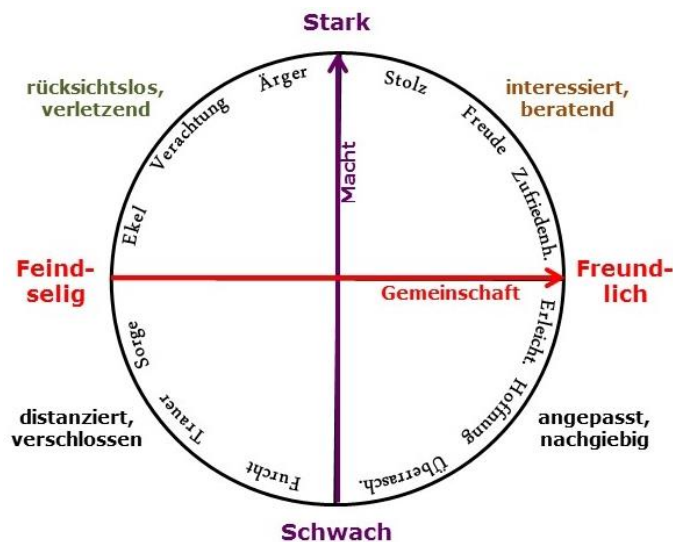 Stark
rücksichtslos,
verletzend
interessiert,
beratend
Ärger
Stolz
Verachtung
Freude
Macht
Ekel
Zufriedenh.
Feind-
selig
Gemeinschaft
Freund-
lich
Sorge
Erleicht.
Trauer
Hoffnung
distanziert,
verschlossen
angepasst,
nachgiebig
Furcht
Überrasch.
Schwach